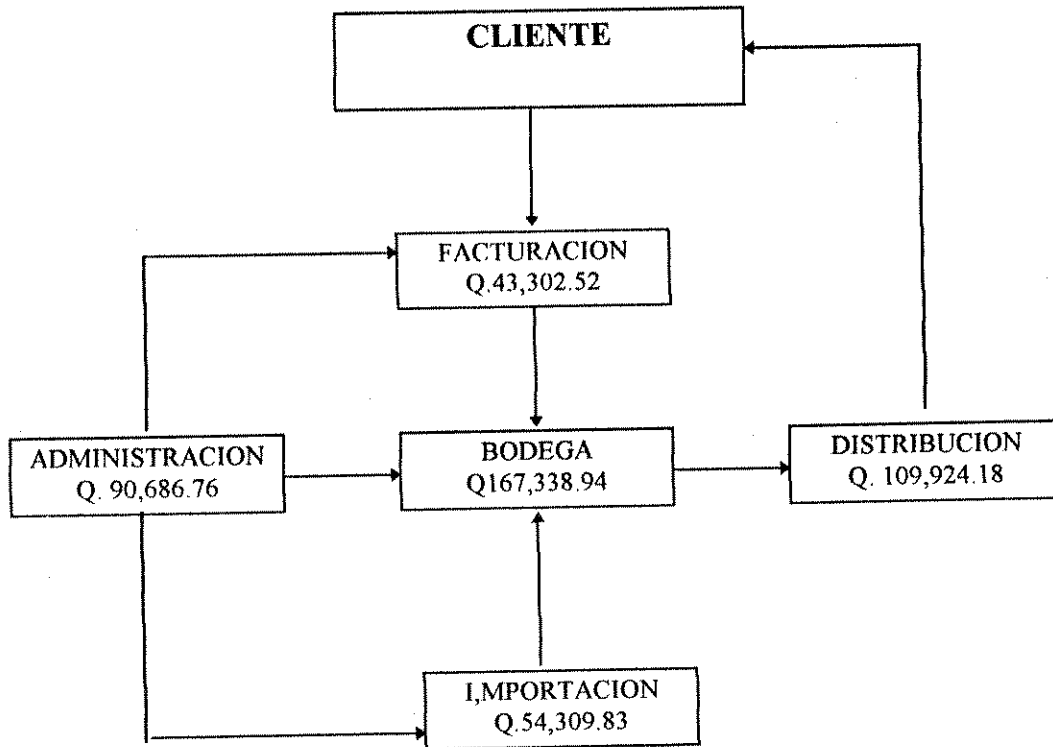 CLIENTE
FACTURACION
Q.43,302.52
ADMINISTRACION
Q. 90,686.76
BODEGA
Q167,338.94
DISTRIBUCION
Q. 109,924.18
I,MPORTACION
Q.54,309.83